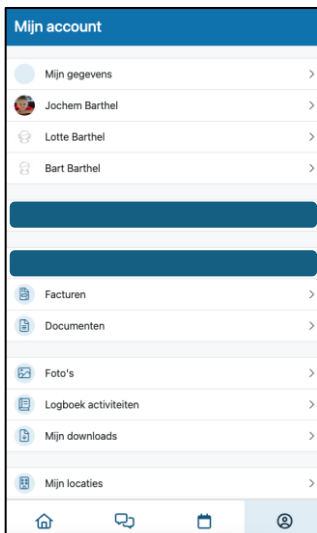 Mijn account
Mijn gegevens
Jochem Barthel
Lotte Barthel
Bart Barthel
Facturen
Documenten
Foto's
Logboek activiteiten
Mijn downloads
Mijn locaties